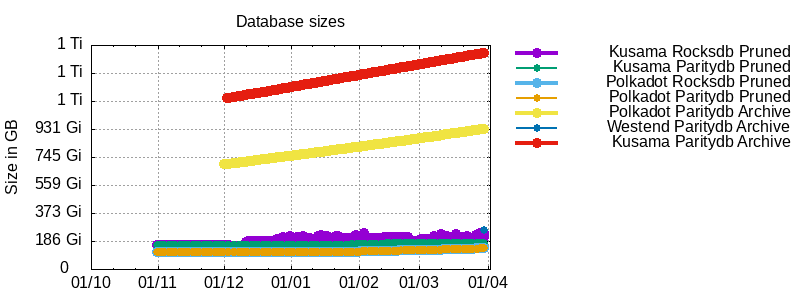 Database sizes
1 Ti
1 Ti
1 Ti
931 Gi
745 Gi
559 Gi
373 Gi
186 Gi
0
Size in GB
01/10 01/11 01/12 01/01 01/02 01/03 01/04
Kusama Rocksdb Pruned
Kusama Paritydb Pruned
Polkadot Rocksdb Pruned
Polkadot Paritydb Pruned
Polkadot Paritydb Archive
Westend Paritydb Archive
Kusama Paritydb Archive